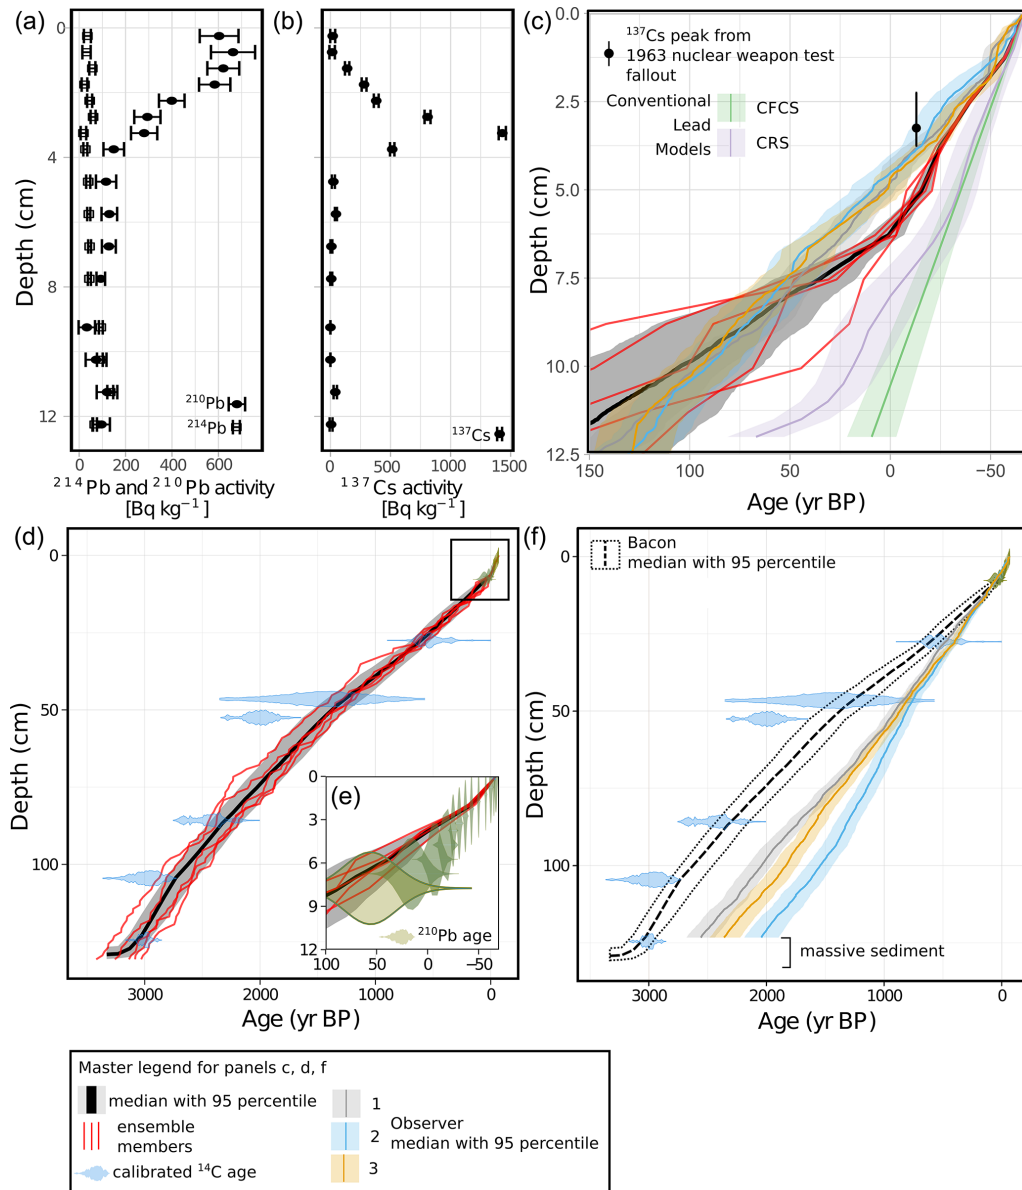 (a)
0
4
8
12
Depth (cm)
²¹⁰Pb
²¹⁴Pb
0
200
400
600
²¹⁴Pb and ²¹⁰Pb activity
[Bq kg⁻¹]
(b)
¹³⁷Cs
0
500
1000
1500
¹³⁷Cs activity
[Bq kg⁻¹]
(c)
0.0
2.5
5.0
7.5
10.0
12.5
Depth (cm)
¹³⁷Cs peak from
1963 nuclear weapon test
fallout
Conventional
Lead
Models
CFCS
CRS
150
100
50
0
−50
Age (yr BP)
(d)
0
50
100
Depth (cm)
3000
2000
1000
0
Age (yr BP)
(e)
0
3
6
9
12
²¹⁰Pb age
100
50
0
−50
(f)
0
50
100
Depth (cm)
Bacon
median with 95 percentile
massive sediment
3000
2000
1000
0
Age (yr BP)
Master legend for panels c, d, f
median with 95 percentile
ensemble
members
calibrated ¹⁴C age
1
2
3
Observer
median with 95 percentile